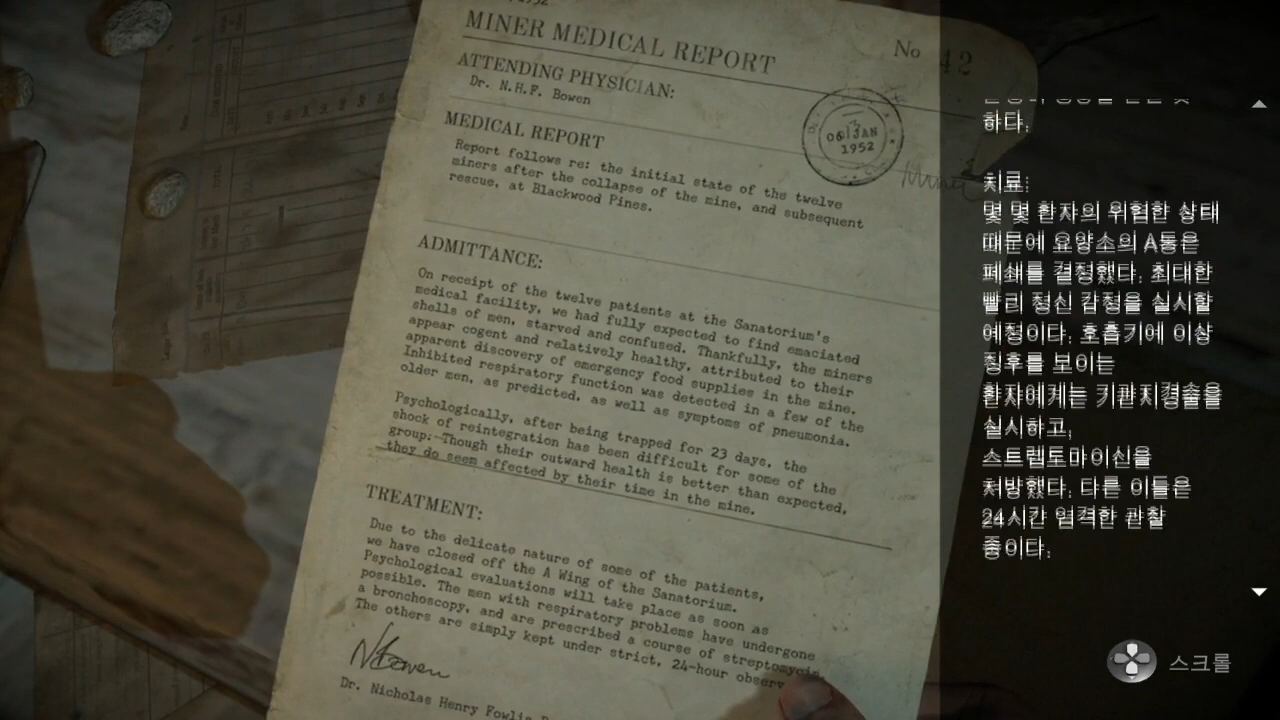 MINER MEDICAL REPORT
No 42
ATTENDING PHYSICIAN:
Dr. N.H.F. Bowen
06 JAN
1952
MEDICAL REPORT
Report follows re: the initial state of the twelve
miners after the collapse of the mine, and subsequent
rescue, at Blackwood Pines.
ADMITTANCE:
On receipt of the twelve patients at the Sanatorium's
medical facility, we had fully expected to find emaciated
shells of men, starved and confused. Thankfully, the miners
appear cogent and relatively healthy, attributed to their
apparent discovery of emergency food supplies in the mine.
Inhibited respiratory function was detected in a few of the
older men, as predicted, as well as symptoms of pneumonia.
Psychologically, after being trapped for 23 days, the
shock of reintegration has been difficult for some of the
group; Though their outward health is better than expected,
they do seem affected by their time in the mine.
TREATMENT:
Due to the delicate nature of some of the patients,
we have closed off the A Wing of the Sanatorium.
Psychological evaluations will take place as soon as
possible. The men with respiratory problems have undergone
a bronchoscopy, and are prescribed a course of streptomycin.
The others are simply kept under strict, 24-hour observ
NBowen
Dr. Nicholas Henry Fowlis
하다.
치료:
몇 몇 환자의 위험한 상태
때문에 요양소의 A동은
폐쇄를 결정했다. 최대한
빨리 정신 감정을 실시할
예정이다. 호흡기에 이상
징후를 보이는
환자에게는 기관지경술을
실시하고,
스트렙토마이신을
처방했다. 다른 이들은
24시간 엄격한 관찰
중이다.
스크롤